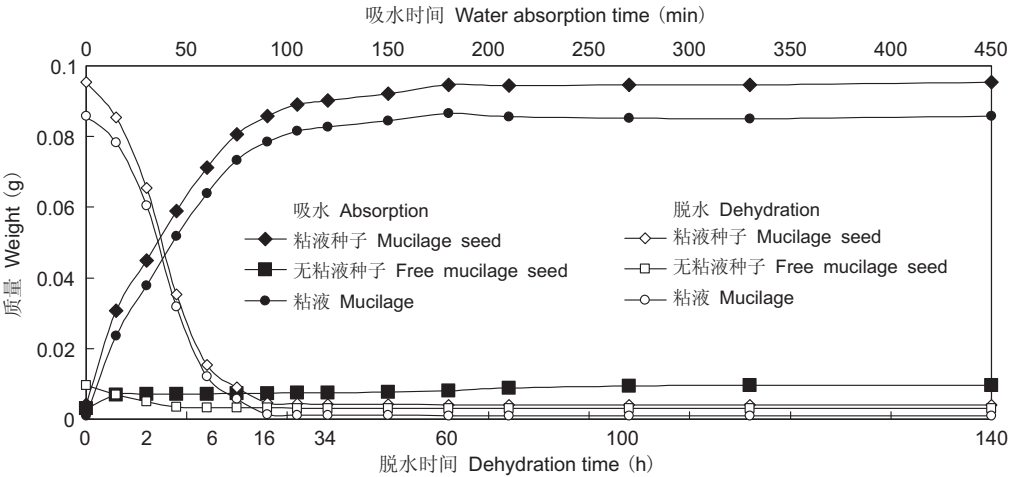 吸水时间 Water absorption time (min)
0 50 100 150 200 250 300 350 400 450
0.1
0.08
0.06
0.04
0.02
0
质量 Weight (g)
吸水 Absorption
粘液种子 Mucilage seed
无粘液种子 Free mucilage seed
粘液 Mucilage
脱水 Dehydration
粘液种子 Mucilage seed
无粘液种子 Free mucilage seed
粘液 Mucilage
0 2 6 16 34 60 100 140
脱水时间 Dehydration time (h)